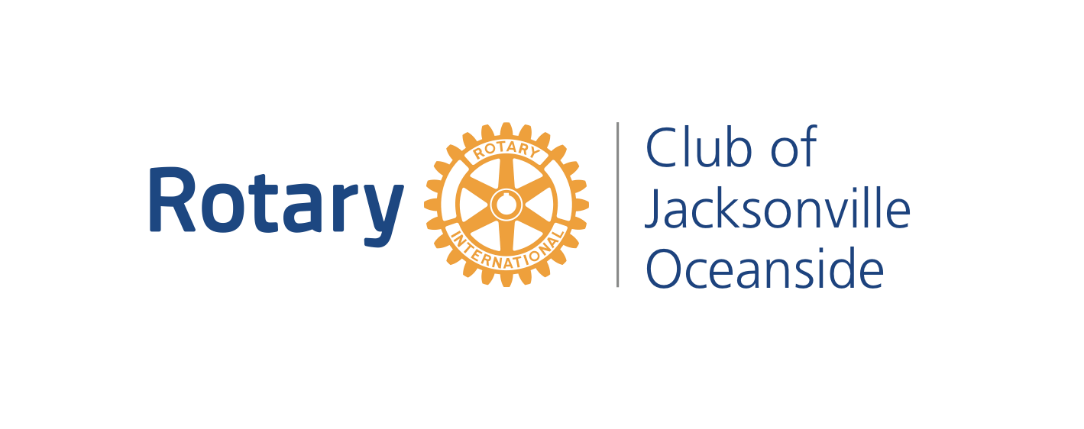 Rotary
ROTARY
INTERNATIONAL
Club of
Jacksonville
Oceanside